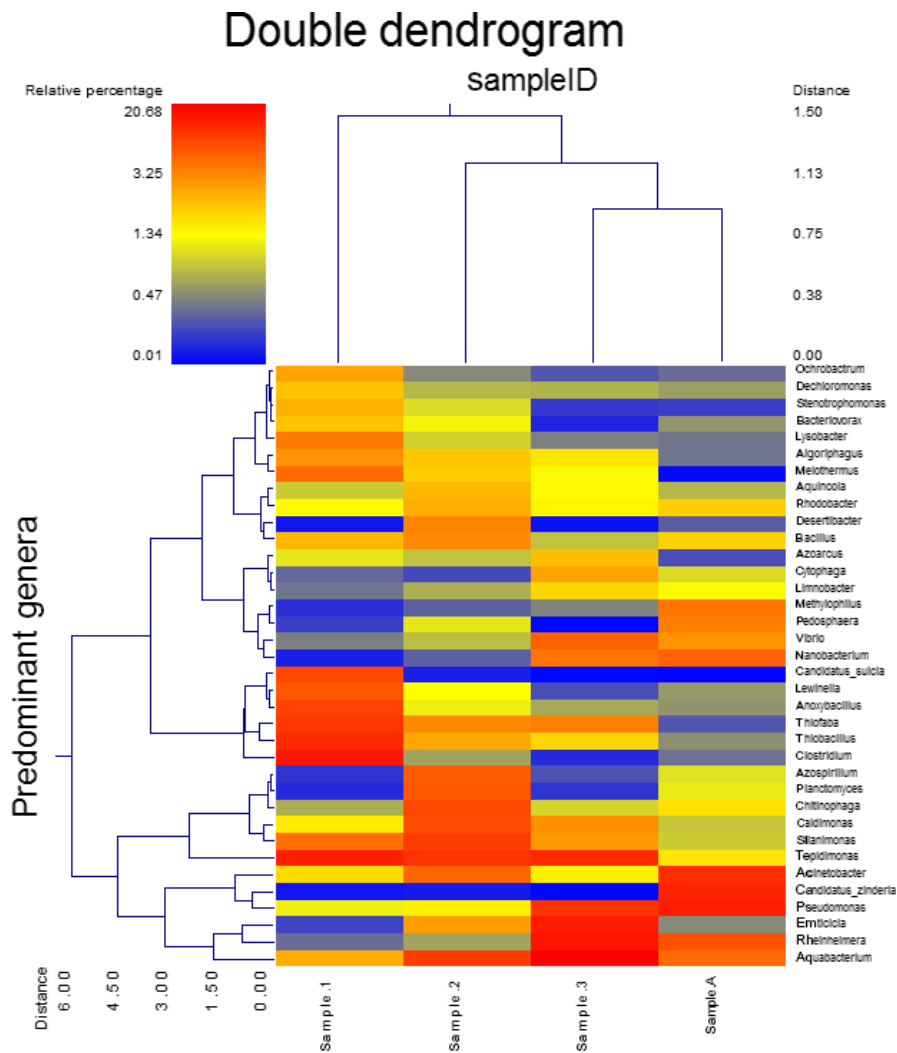 Double dendrogram
sampleID
Relative percentage
20.68
3.25
1.34
0.47
0.01
Distance
1.50
1.13
0.75
0.38
0.00
Predominant genera
Ochrobactrum
Dechloromonas
Stenotrophomonas
Bacteriovorax
Lysobacter
Algoriphagus
Meiothermus
Aquincola
Rhodobacter
Desertibacter
Bacillus
Azoarcus
Cytophaga
Limnobacter
Methylophilus
Pedosphaera
Vibrio
Nanobacterium
Candidatus_sulcia
Lewinella
Anoxybacillus
Thiofaba
Thiobacillus
Clostridium
Azospirillum
Planctomyces
Chitinophaga
Caldimonas
Silanimonas
Tepidimonas
Acinetobacter
Candidatus_zinderia
Pseudomonas
Emticicia
Rheinheimera
Aquabacterium
Distance
6.00
4.50
3.00
1.50
0.00
Sample.1
Sample.2
Sample.3
Sample.A